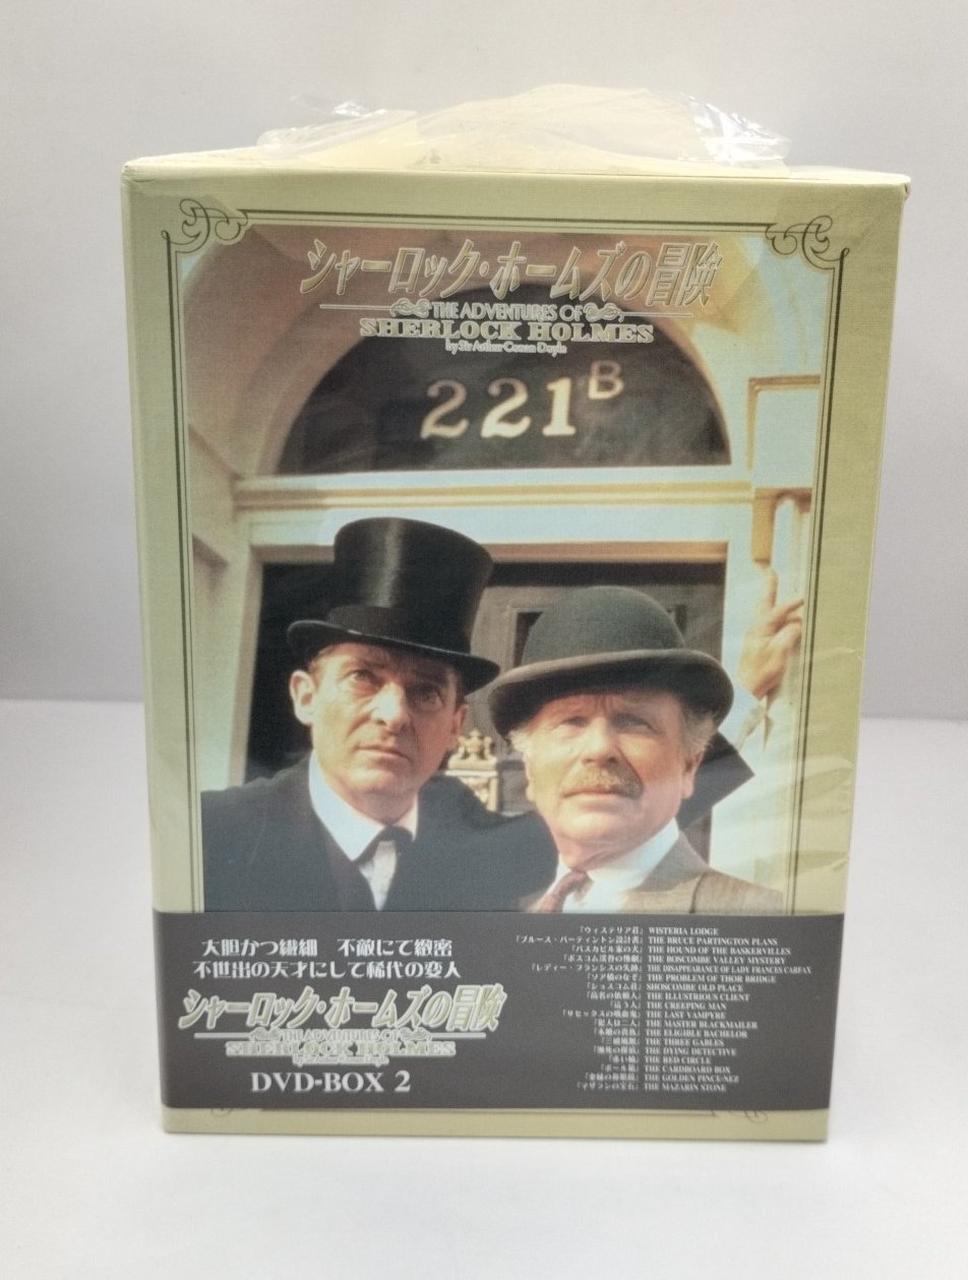 シャーロック・ホームズの冒険
THE ADVENTURES OF
SHERLOCK HOLMES
by Sir Arthur Conan Doyle
221B
大胆かつ繊細 不敵にて緻密
不世出の天才にして稀代の変人
シャーロック・ホームズの冒険
THE ADVENTURES OF
SHERLOCK HOLMES
DVD-BOX 2
「ウィステリア荘」 WISTERIA LODGE
「ブルース・パーティントン設計書」 THE BRUCE PARTINGTON PLANS
「バスカビル家の犬」 THE HOUND OF THE BASKERVILLES
「ボスコム渓谷の惨劇」 THE BOSCOMBE VALLEY MYSTERY
「レディー・フランシスの失踪」 THE DISAPPEARANCE OF LADY FRANCES CARFAX
「ソア橋のなぞ」 THE PROBLEM OF THOR BRIDGE
「ショスコム荘」 SHOSCOMBE OLD PLACE
「高名の依頼人」 THE ILLUSTRIOUS CLIENT
「這う人」 THE CREEPING MAN
「サセックスの吸血鬼」 THE LAST VAMPYRE
「犯人は二人」 THE MASTER BLACKMAILER
「未婚の貴族」 THE ELIGIBLE BACHELOR
「三破風館」 THE THREE GABLES
「瀕死の探偵」 THE DYING DETECTIVE
「赤い輪」 THE RED CIRCLE
「ボール箱」 THE CARDBOARD BOX
「金縁の鼻眼鏡」 THE GOLDEN PINCE-NEZ
「マザランの宝石」 THE MAZARIN STONE